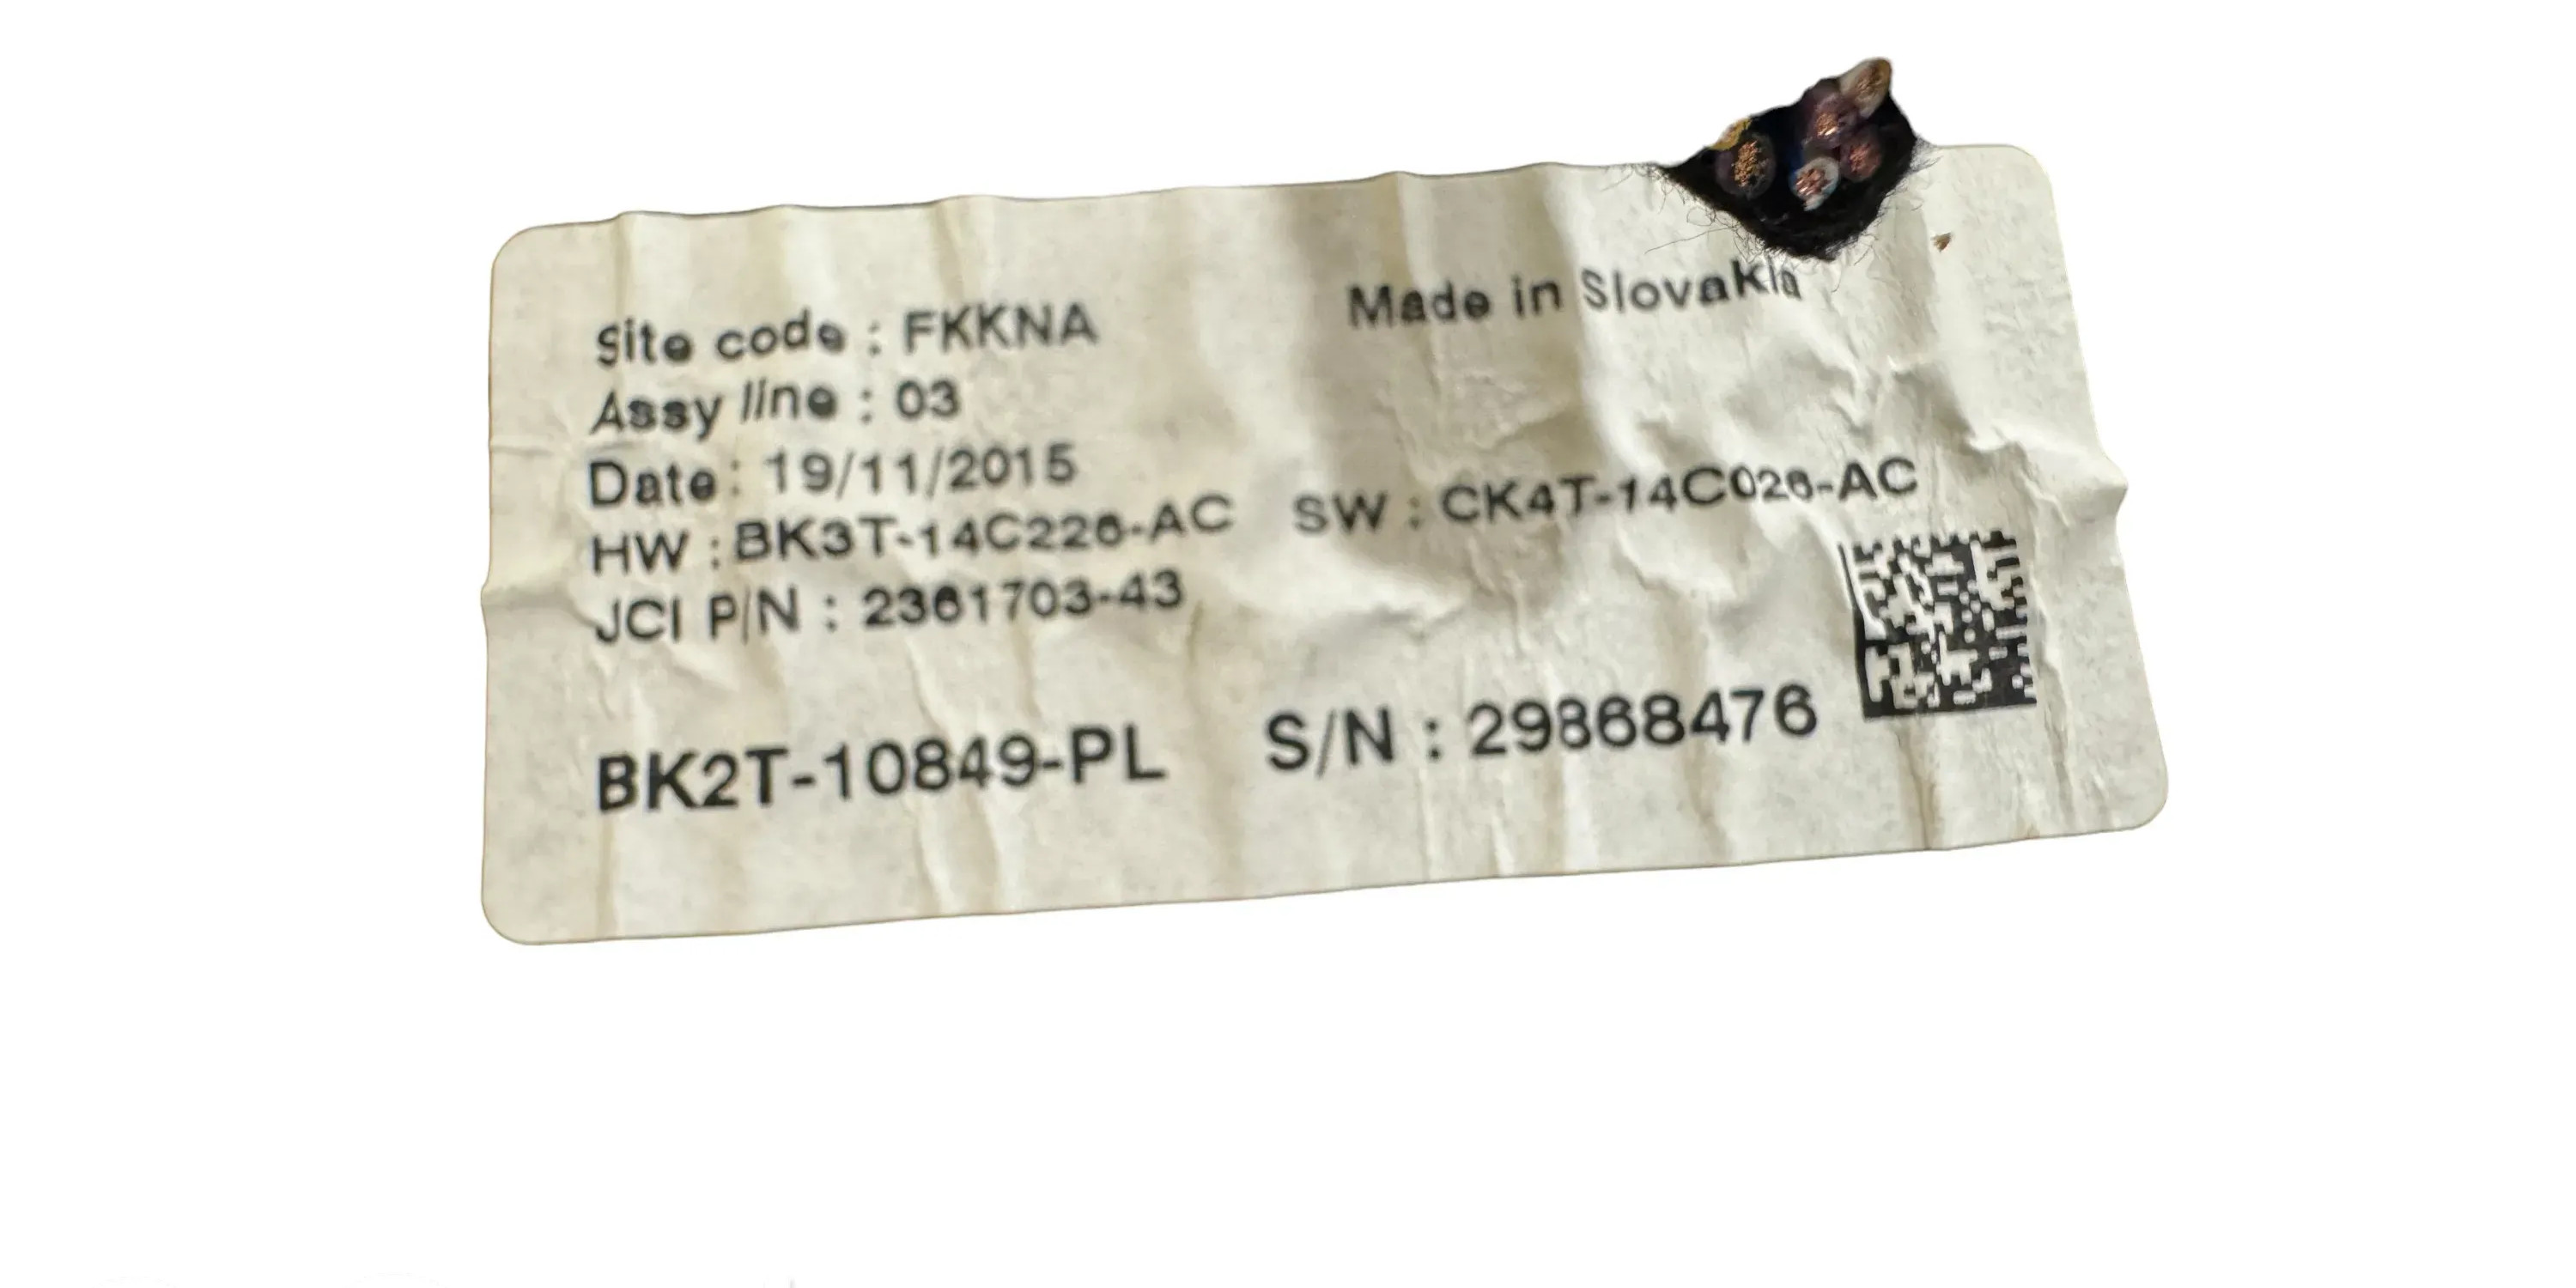 Made in Slovakia
Site code : FKKNA
Assy line : 03
Date : 19/11/2015
HW : BK3T-14C226-AC SW : CK4T-14C026-AC
JCI P/N : 2361703-43
BK2T-10849-PL S/N : 29868476